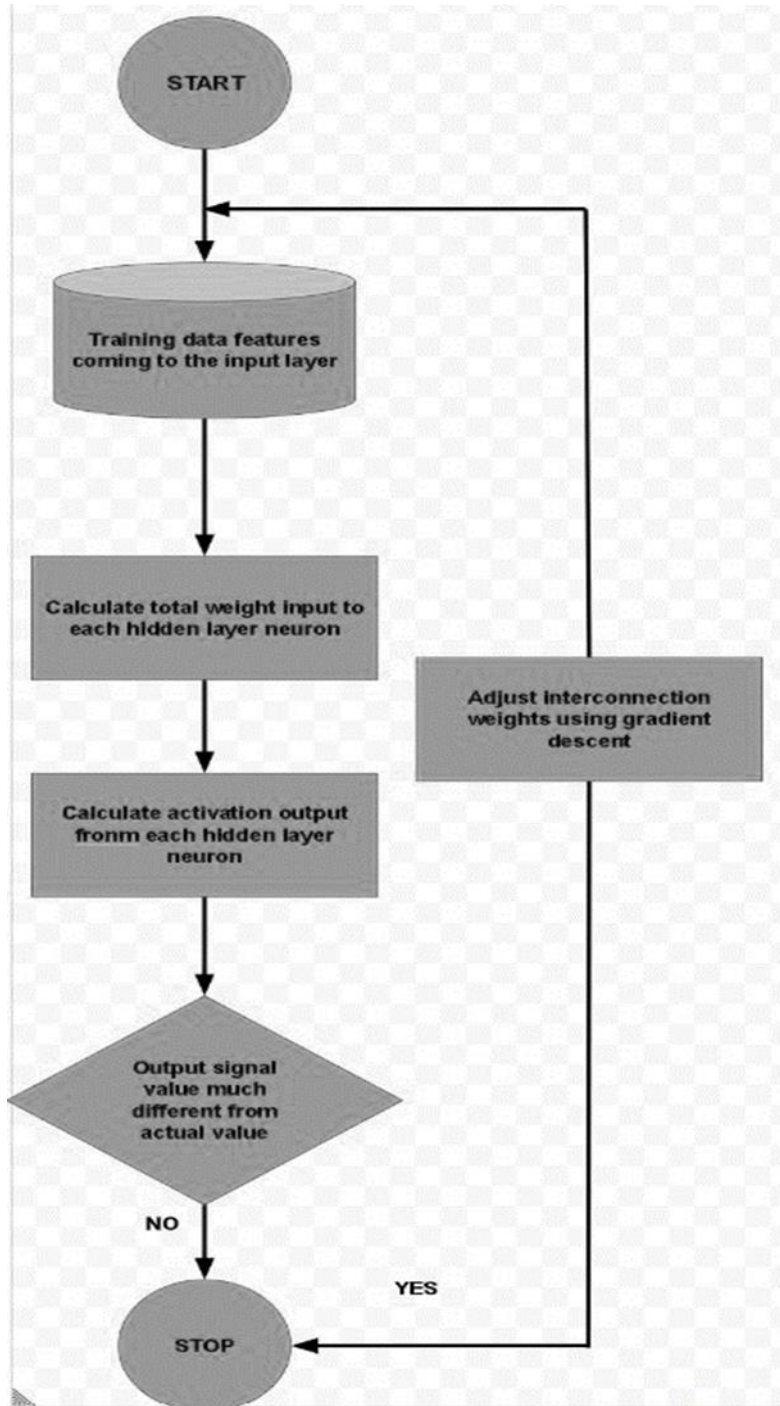 START
Training data features
coming to the input layer
Calculate total weight input to
each hidden layer neuron
Adjust interconnection
weights using gradient
descent
Calculate activation output
fronm each hidden layer
neuron
Output signal
value much
different from
actual value
NO
YES
STOP